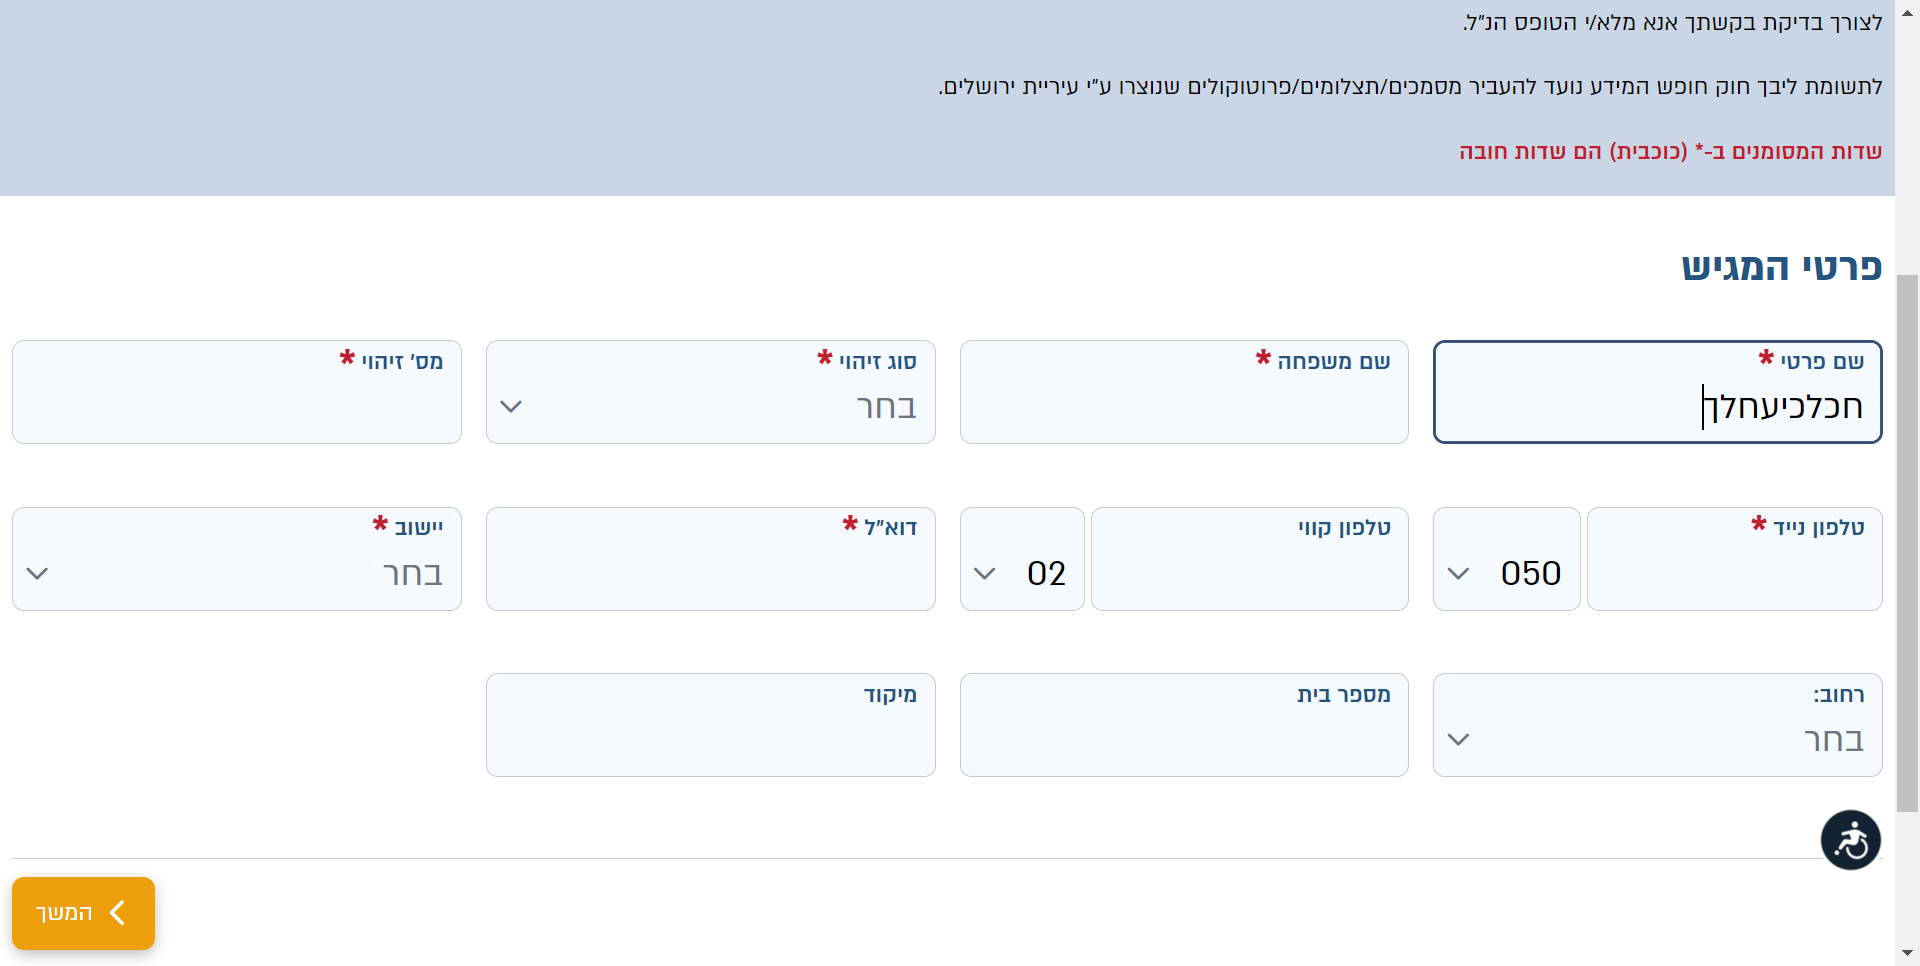 לצורך בדיקת בקשתך אנא מלא/י הטופס הנ"ל.
לתשומת ליבך חוק חופש המידע נועד להעביר מסמכים/תצלומים/פרוטוקולים שנוצרו ע"י עיריית ירושלים.
שדות המסומנים ב-* (כוכבית) הם שדות חובה
פרטי המגיש
שם פרטי *
חכלכיעחלך
שם משפחה *
סוג זיהוי *
בחר
מס' זיהוי *
טלפון נייד *
050
טלפון קווי
02
דוא"ל *
יישוב *
בחר
רחוב:
בחר
מספר בית
מיקוד
המשך